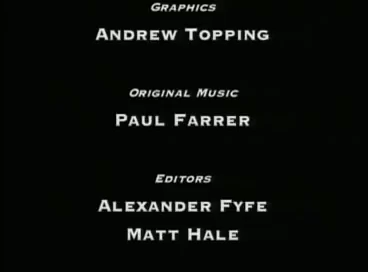 Graphics
Andrew Topping
Original Music
Paul Farrer
Editors
Alexander Fyfe
Matt Hale